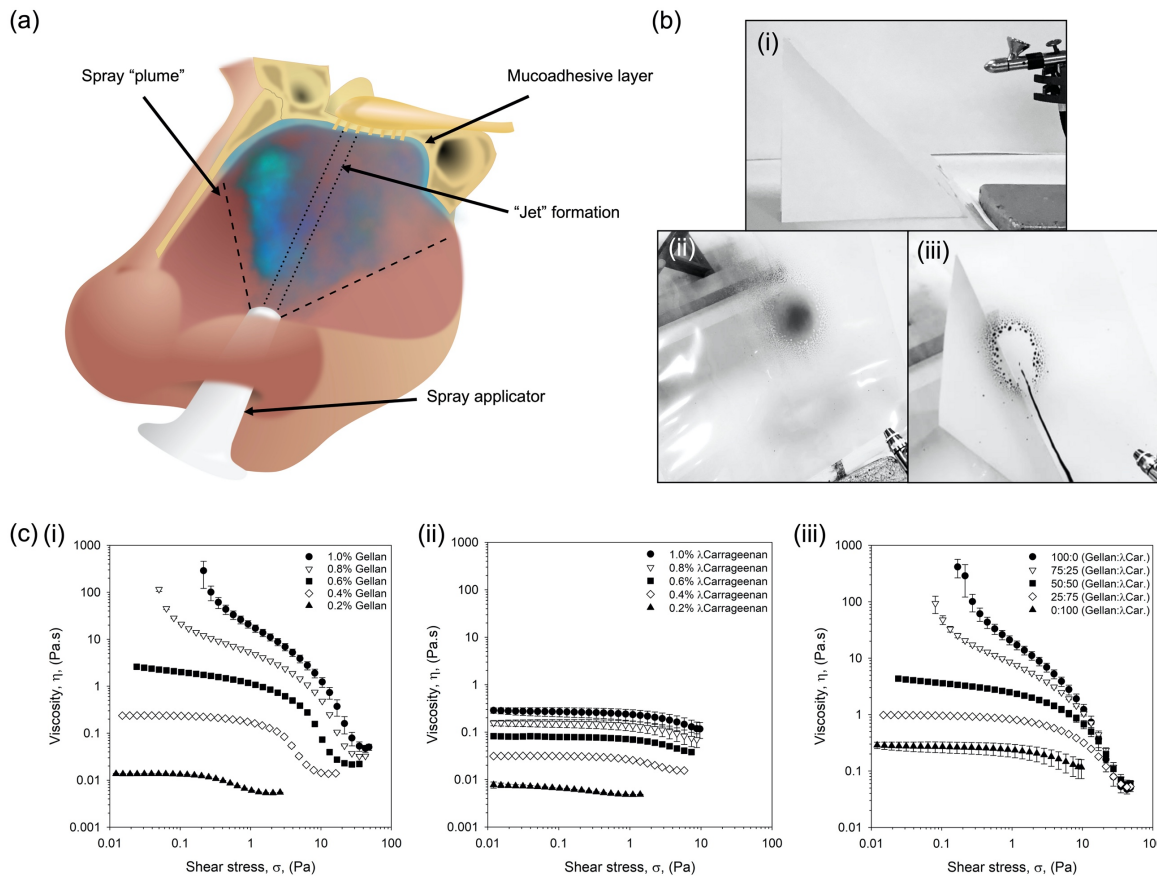 (a)
Spray “plume”
Mucoadhesive layer
“Jet” formation
Spray applicator
(b)
(i)
(ii)
(iii)
(c) (i)
1000
100
10
1
0.1
0.01
0.001
0.01
0.1
1
10
100
Viscosity, η, (Pa.s)
Shear stress, σ, (Pa)
1.0% Gellan
0.8% Gellan
0.6% Gellan
0.4% Gellan
0.2% Gellan
(ii)
1000
100
10
1
0.1
0.01
0.001
0.01
0.1
1
10
100
Viscosity, η, (Pa.s)
Shear stress, σ, (Pa)
1.0% λCarrageenan
0.8% λCarrageenan
0.6% λCarrageenan
0.4% λCarrageenan
0.2% λCarrageenan
(iii)
1000
100
10
1
0.1
0.01
0.01
0.1
1
10
100
Viscosity, η, (Pa.s)
Shear stress, σ, (Pa)
100:0 (Gellan:λCar.)
75:25 (Gellan:λCar.)
50:50 (Gellan:λCar.)
25:75 (Gellan:λCar.)
0:100 (Gellan:λCar.)